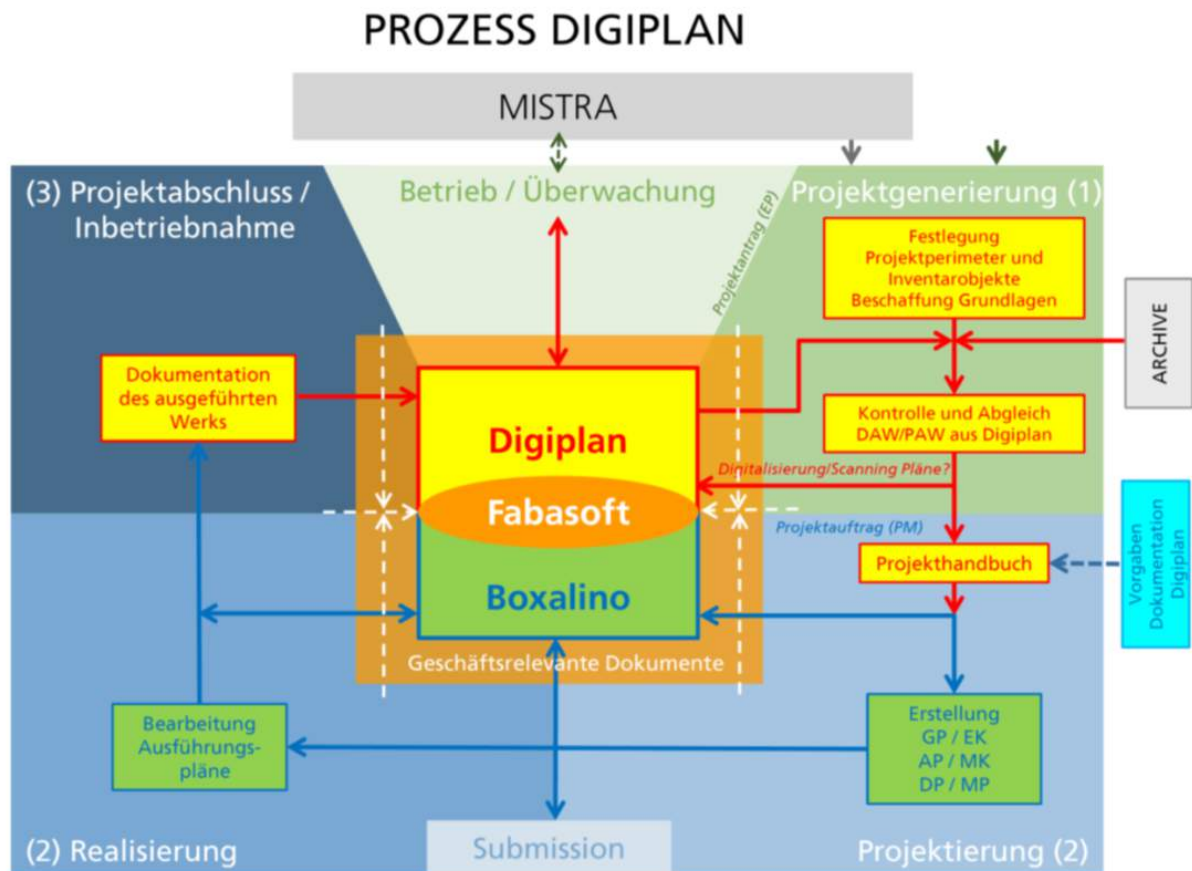 PROZESS DIGIPLAN
MISTRA
(3) Projektabschluss /
Inbetriebnahme
Betrieb / Überwachung
Projektantrag (EP)
Projektgenerierung (1)
Festlegung
Projektperimeter und
Inventarobjekte
Beschaffung Grundlagen
ARCHIVE
Dokumentation
des ausgeführten
Werks
Digiplan
Kontrolle und Abgleich
DAW/PAW aus Digiplan
Digitalisierung/Scanning Pläne?
Fabasoft
Projektauftrag (PM)
Projekthandbuch
Vorgaben
Dokumentation
Digiplan
Boxalino
Geschäftsrelevante Dokumente
Bearbeitung
Ausführungs-
pläne
Erstellung
GP / EK
AP / MK
DP / MP
(2) Realisierung
Submission
Projektierung (2)